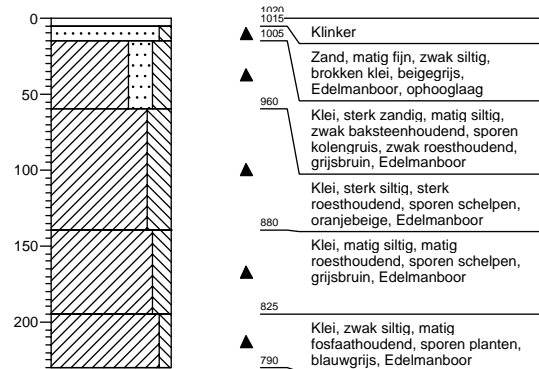 0
50
100
150
200
1020
1015
Klinker
1005
Zand, matig fijn, zwak siltig,
brokken klei, beigegrijs,
Edelmanboor, ophooglaag
960
Klei, sterk zandig, matig siltig,
zwak baksteenhoudend, sporen
kolengruis, zwak roesthoudend,
grijsbruin, Edelmanboor
Klei, sterk siltig, sterk
roesthoudend, sporen schelpen,
oranjebeige, Edelmanboor
880
Klei, matig siltig, matig
roesthoudend, sporen schelpen,
grijsbruin, Edelmanboor
825
Klei, zwak siltig, matig
fosfaathoudend, sporen planten,
blauwgrijs, Edelmanboor
790